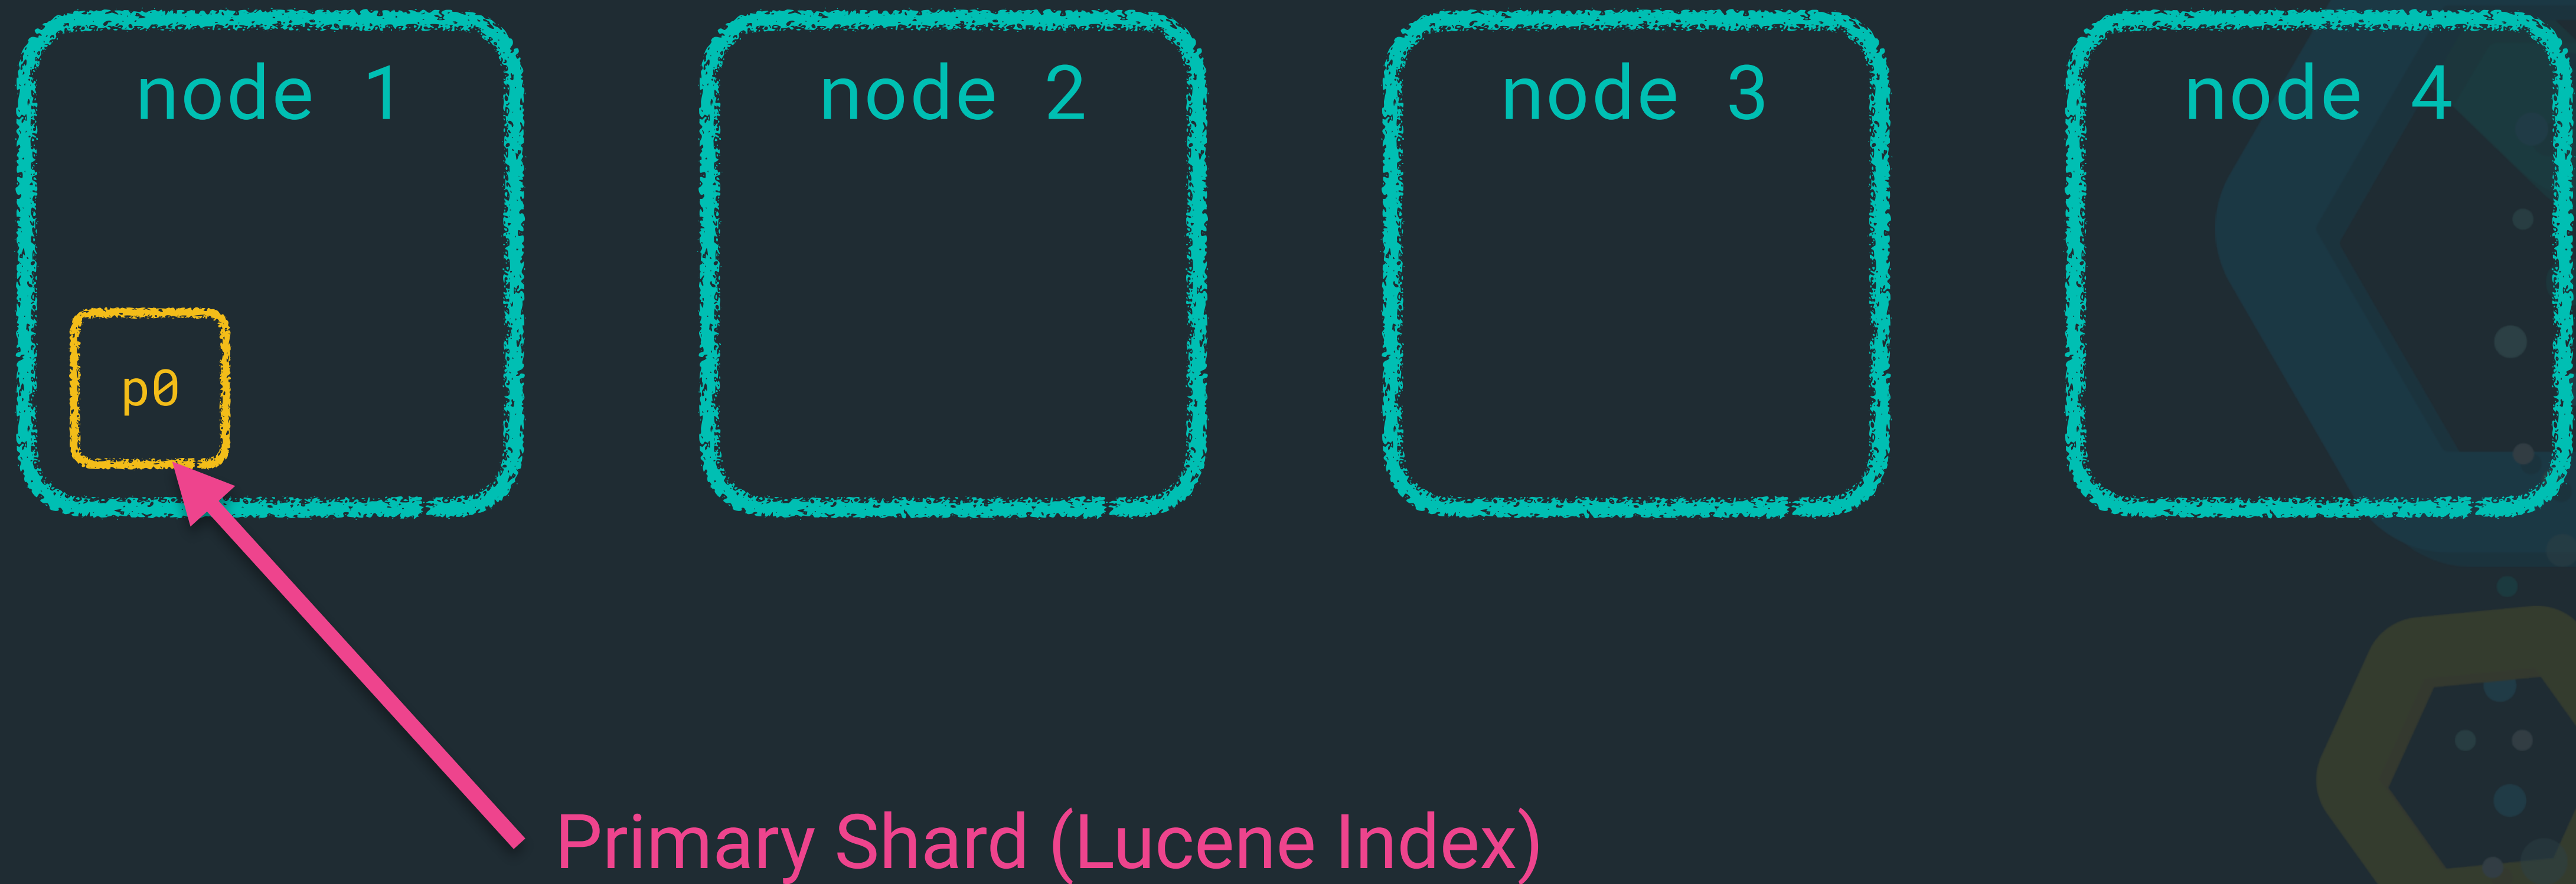 node 1
node 2
node 3
node 4
p0
Primary Shard (Lucene Index)